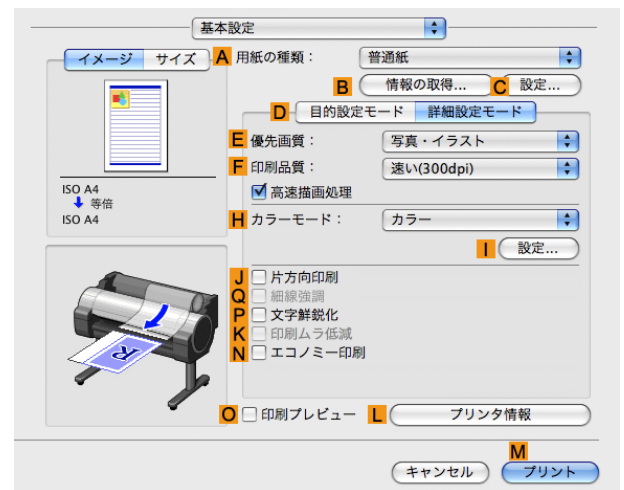 基本設定
イメージ サイズ
A 用紙の種類： 普通紙
B 情報の取得... C 設定...
D 目的設定モード 詳細設定モード
E 優先画質： 写真・イラスト
F 印刷品質： 速い(300dpi)
高速描画処理
ISO A4
等倍
ISO A4
H カラーモード： カラー
I 設定...
J 片方向印刷
Q 細線強調
P 文字鮮鋭化
K 印刷ムラ低減
N エコノミー印刷
R
O 印刷プレビュー L プリンタ情報
M
キャンセル プリント